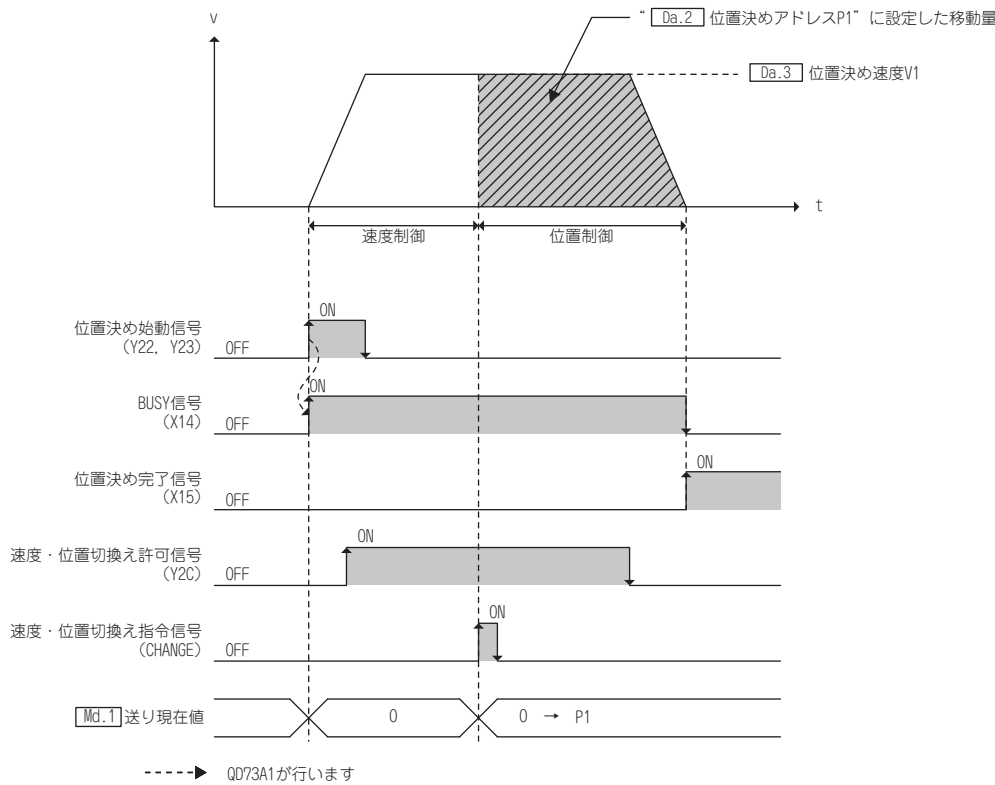 v
“ Da.2 位置決めアドレスP1”に設定した移動量
Da.3 位置決め速度V1
t
速度制御
位置制御
位置決め始動信号
(Y22, Y23)
OFF
ON
BUSY信号
(X14)
OFF
ON
位置決め完了信号
(X15)
OFF
ON
速度・位置切換え許可信号
(Y2C)
OFF
ON
速度・位置切換え指令信号
(CHANGE)
OFF
ON
Md.1 送り現在値
0
0 → P1
QD73A1が行います